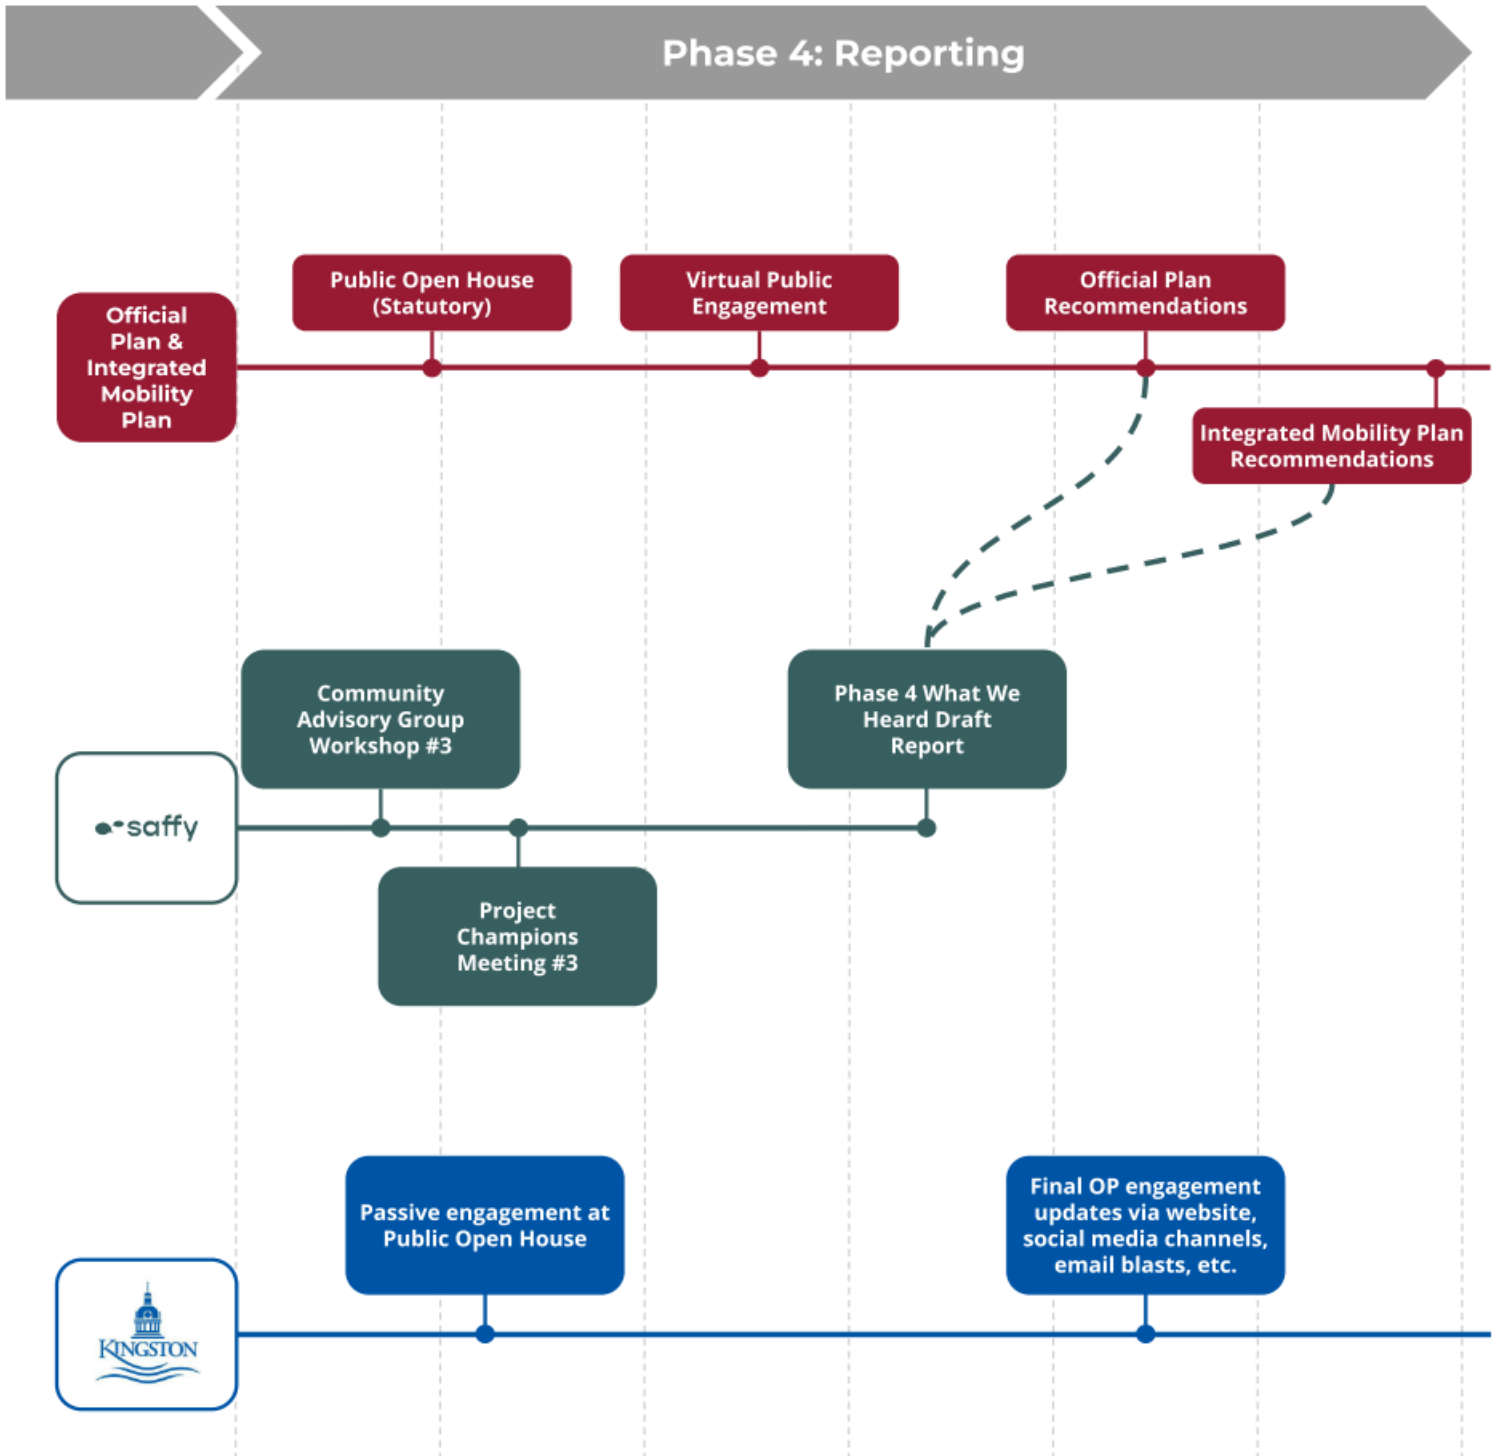 Phase 4: Reporting
Public Open House
(Statutory)
Virtual Public
Engagement
Official Plan
Recommendations
Official
Plan &
Integrated
Mobility
Plan
Integrated Mobility Plan
Recommendations
Community
Advisory Group
Workshop #3
Phase 4 What We
Heard Draft
Report
saffy
Project
Champions
Meeting #3
Passive engagement at
Public Open House
Final OP engagement
updates via website,
social media channels,
email blasts, etc.
KINGSTON